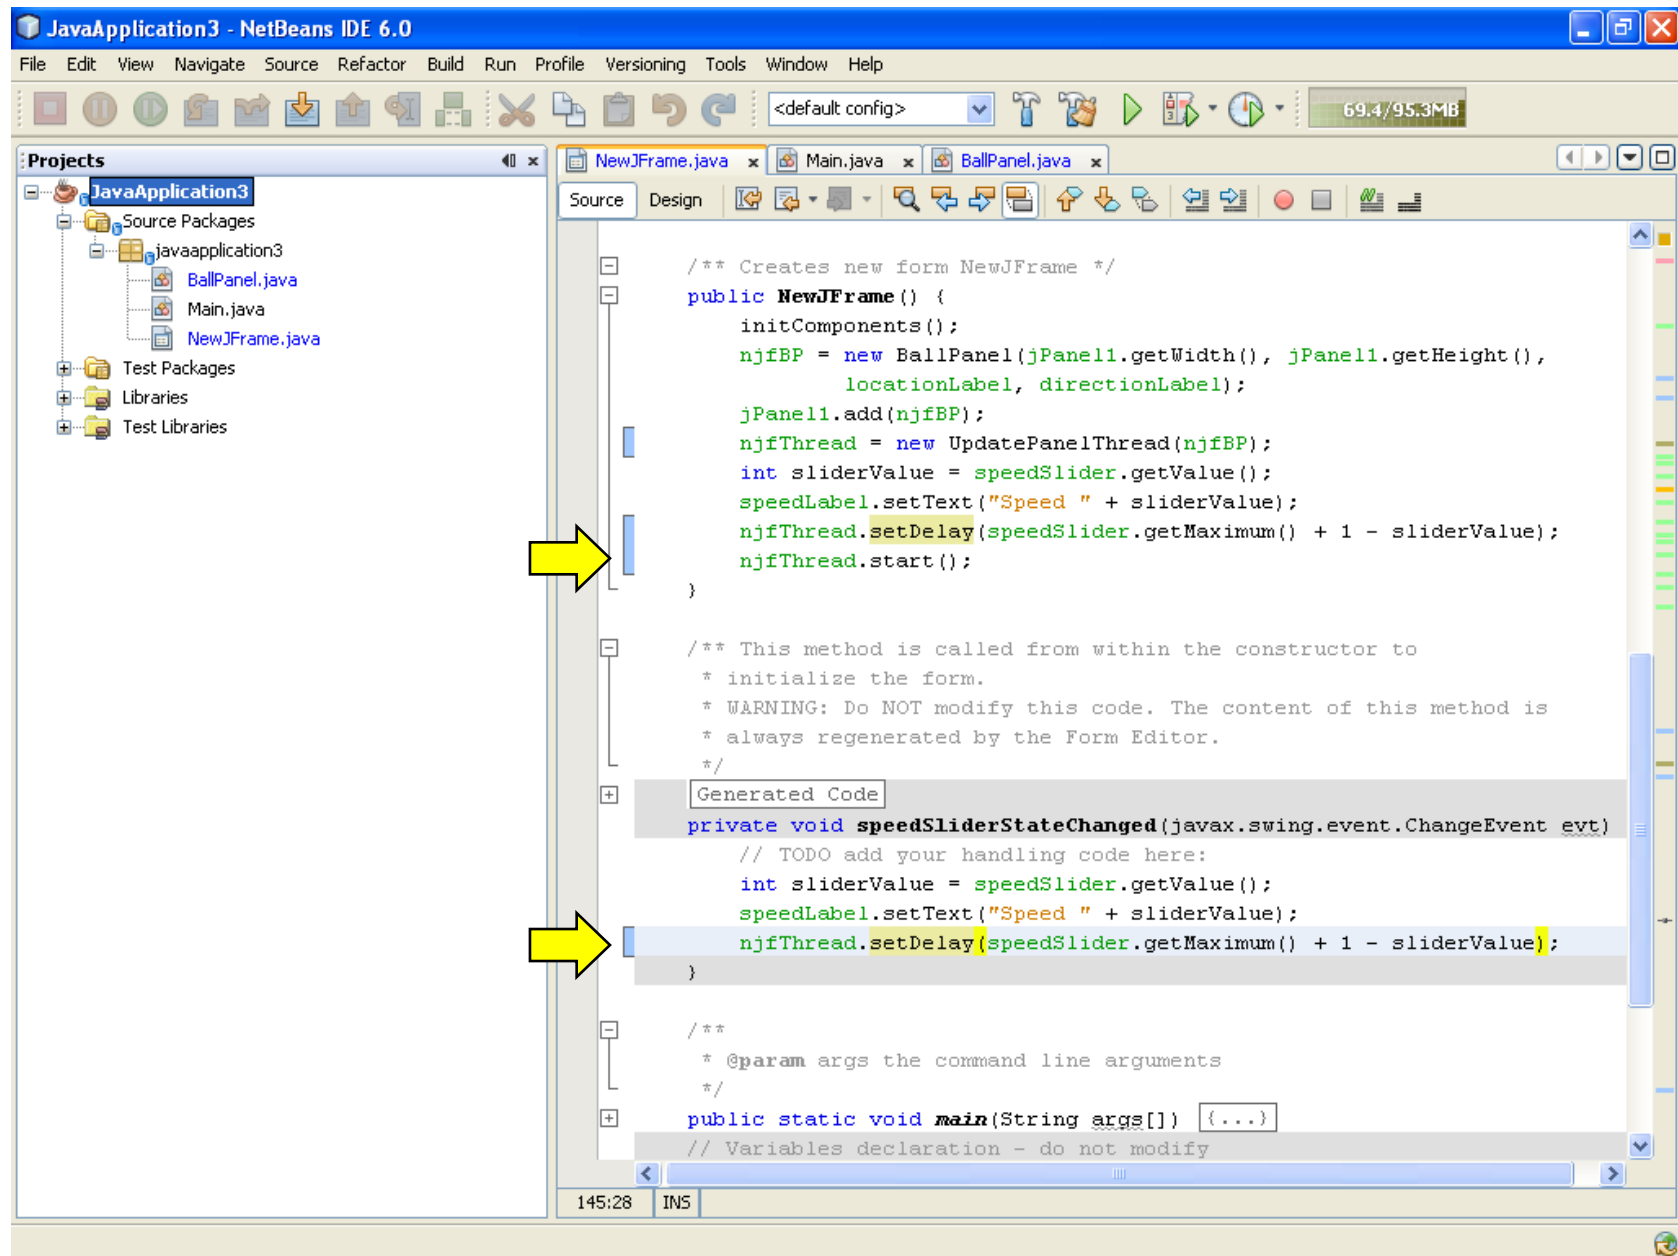 JavaApplication3 - NetBeans IDE 6.0
File Edit View Navigate Source Refactor Build Run Profile Versioning Tools Window Help
<default config> 69.4/95.3MB
Projects
JavaApplication3
Source Packages
javaapplication3
BallPanel.java
Main.java
NewJFrame.java
Test Packages
Libraries
Test Libraries
NewJFrame.java x Main.java x BallPanel.java x
Source Design
/** Creates new form NewJFrame */
public NewJFrame() {
initComponents();
njfBP = new BallPanel(jPanel1.getWidth(), jPanel1.getHeight(),
locationLabel, directionLabel);
jPanel1.add(njfBP);
njfThread = new UpdatePanelThread(njfBP);
int sliderValue = speedSlider.getValue();
speedLabel.setText("Speed " + sliderValue);
njfThread.setDelay(speedSlider.getMaximum() + 1 - sliderValue);
njfThread.start();
}
/** This method is called from within the constructor to
* initialize the form.
* WARNING: Do NOT modify this code. The content of this method is
* always regenerated by the Form Editor.
*/
Generated Code
private void speedSliderStateChanged(javax.swing.event.ChangeEvent evt)
// TODO add your handling code here:
int sliderValue = speedSlider.getValue();
speedLabel.setText("Speed " + sliderValue);
njfThread.setDelay(speedSlider.getMaximum() + 1 - sliderValue);
}
/**
* @param args the command line arguments
*/
public static void main(String args[]) {...}
// Variables declaration - do not modify
145:28 INS